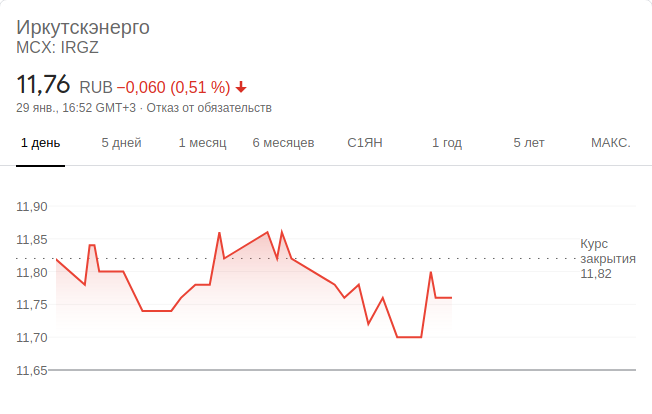 Иркутскэнерго
MCX: IRGZ
11,76 RUB −0,060 (0,51 %)
29 янв., 16:52 GMT+3 · Отказ от обязательств
1 день 5 дней 1 месяц 6 месяцев С1ЯН 1 год 5 лет МАКС.
11,90
11,85
Курс
закрытия
11,82
11,80
11,75
11,70
11,65